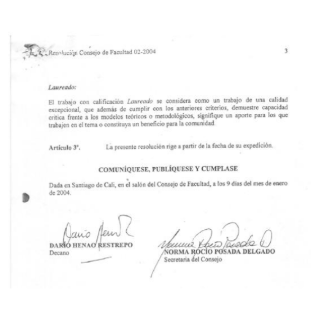 Resolución Consejo de Facultad 02-2004 3
Laureado:
El trabajo con calificación Laureado se considera como un trabajo de una calidad
excepcional, que además de cumplir con los anteriores criterios, demuestre capacidad
crítica frente a los modelos teóricos o metodológicos, signifique un aporte para los que
trabajen en el tema o constituya un beneficio para la comunidad.
Artículo 3º. La presente resolución rige a partir de la fecha de su expedición.
COMUNÍQUESE, PUBLÍQUESE Y CUMPLASE
Dada en Santiago de Cali, en el salón del Consejo de Facultad, a los 9 días del mes de enero
de 2004.
DARIO HENAO RESTREPO NORMA ROCÍO POSADA DELGADO
Decano Secretaria del Consejo